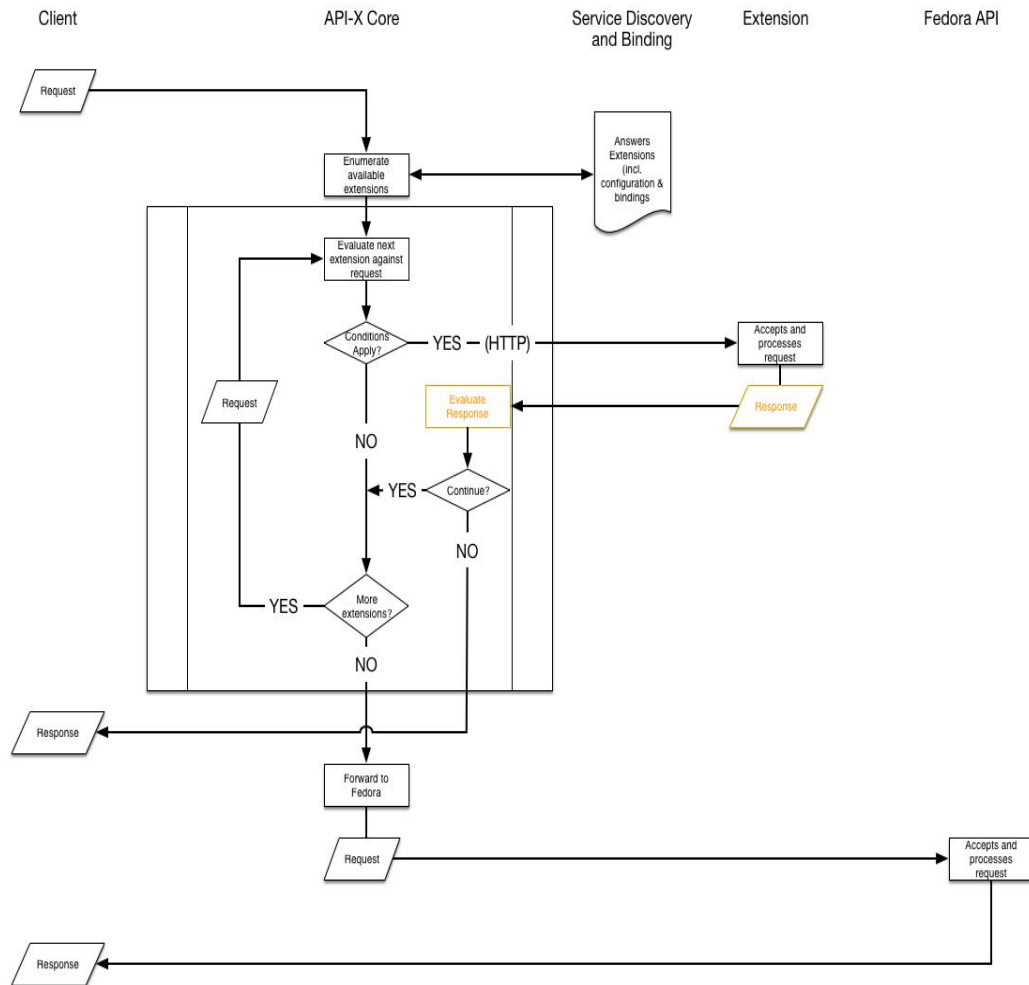 Client
API-X Core
Service Discovery
and Binding
Extension
Fedora API
Request
Enumerate
available
extensions
Answers
Extensions
(incl.
configuration &
bindings
Evaluate next
extension against
request
Conditions
Apply?
YES
(HTTP)
Accepts and
processes
request
Request
Evaluate
Response
Response
NO
YES
Continue?
NO
YES
More
extensions?
NO
Response
Forward to
Fedora
Request
Accepts and
processes
request
Response